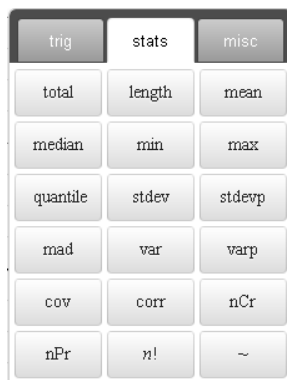 trig stats misc
total length mean
median min max
quantile stdev stdevp
mad var varp
cov corr nCr
nPr n! ~